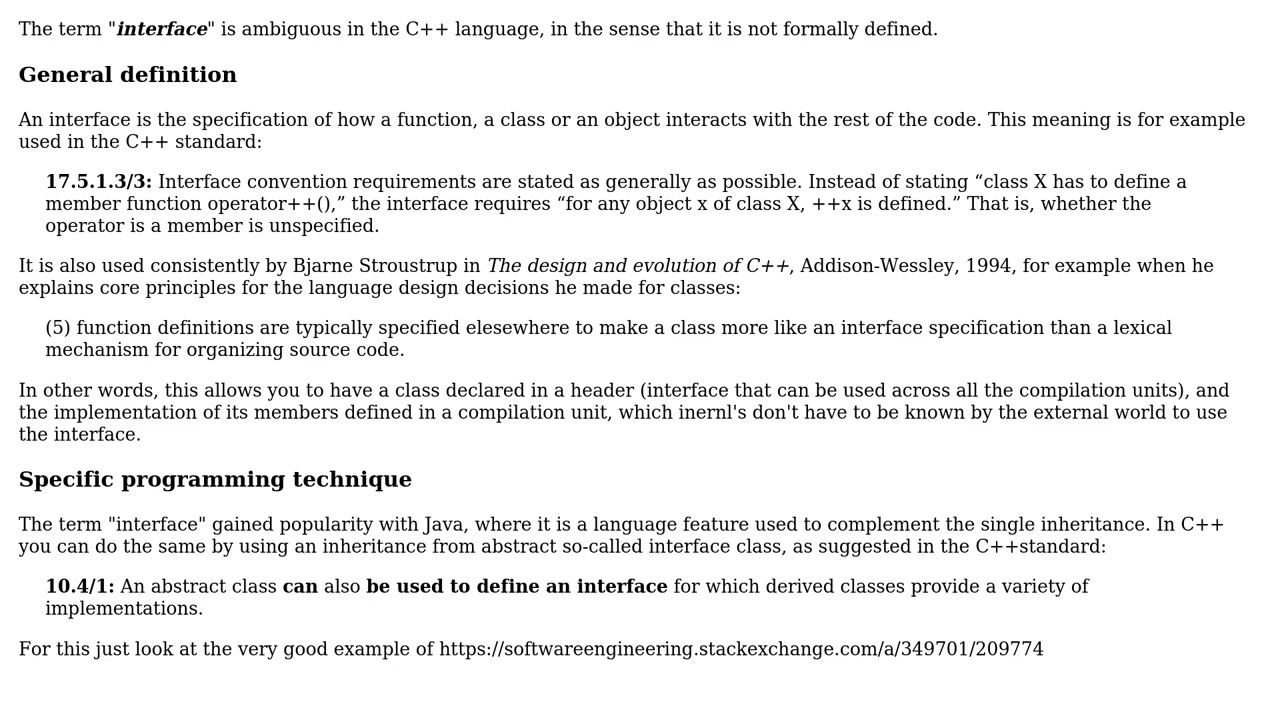 The term "interface" is ambiguous in the C++ language, in the sense that it is not formally defined.
General definition
An interface is the specification of how a function, a class or an object interacts with the rest of the code. This meaning is for example
used in the C++ standard:
17.5.1.3/3: Interface convention requirements are stated as generally as possible. Instead of stating “class X has to define a
member function operator++(),” the interface requires “for any object x of class X, ++x is defined.” That is, whether the
operator is a member is unspecified.
It is also used consistently by Bjarne Stroustrup in The design and evolution of C++, Addison-Wessley, 1994, for example when he
explains core principles for the language design decisions he made for classes:
(5) function definitions are typically specified elesewhere to make a class more like an interface specification than a lexical
mechanism for organizing source code.
In other words, this allows you to have a class declared in a header (interface that can be used across all the compilation units), and
the implementation of its members defined in a compilation unit, which inernl's don't have to be known by the external world to use
the interface.
Specific programming technique
The term "interface" gained popularity with Java, where it is a language feature used to complement the single inheritance. In C++
you can do the same by using an inheritance from abstract so-called interface class, as suggested in the C++standard:
10.4/1: An abstract class can also be used to define an interface for which derived classes provide a variety of
implementations.
For this just look at the very good example of https://softwareengineering.stackexchange.com/a/349701/209774